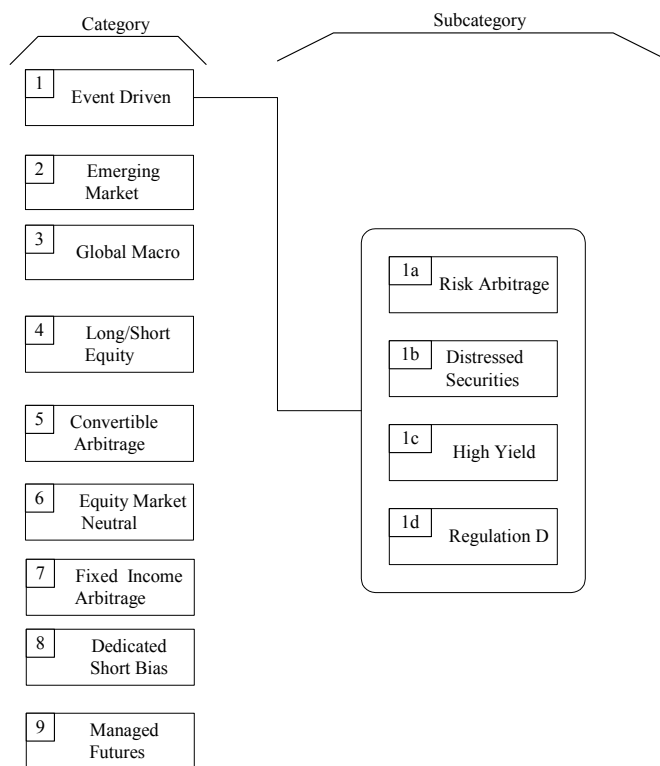 Category
Subcategory
1
Event Driven
2
Emerging
Market
3
Global Macro
4
Long/Short
Equity
5
Convertible
Arbitrage
6
Equity Market
Neutral
7
Fixed Income
Arbitrage
8
Dedicated
Short Bias
9
Managed
Futures
1a
Risk Arbitrage
1b
Distressed
Securities
1c
High Yield
1d
Regulation D